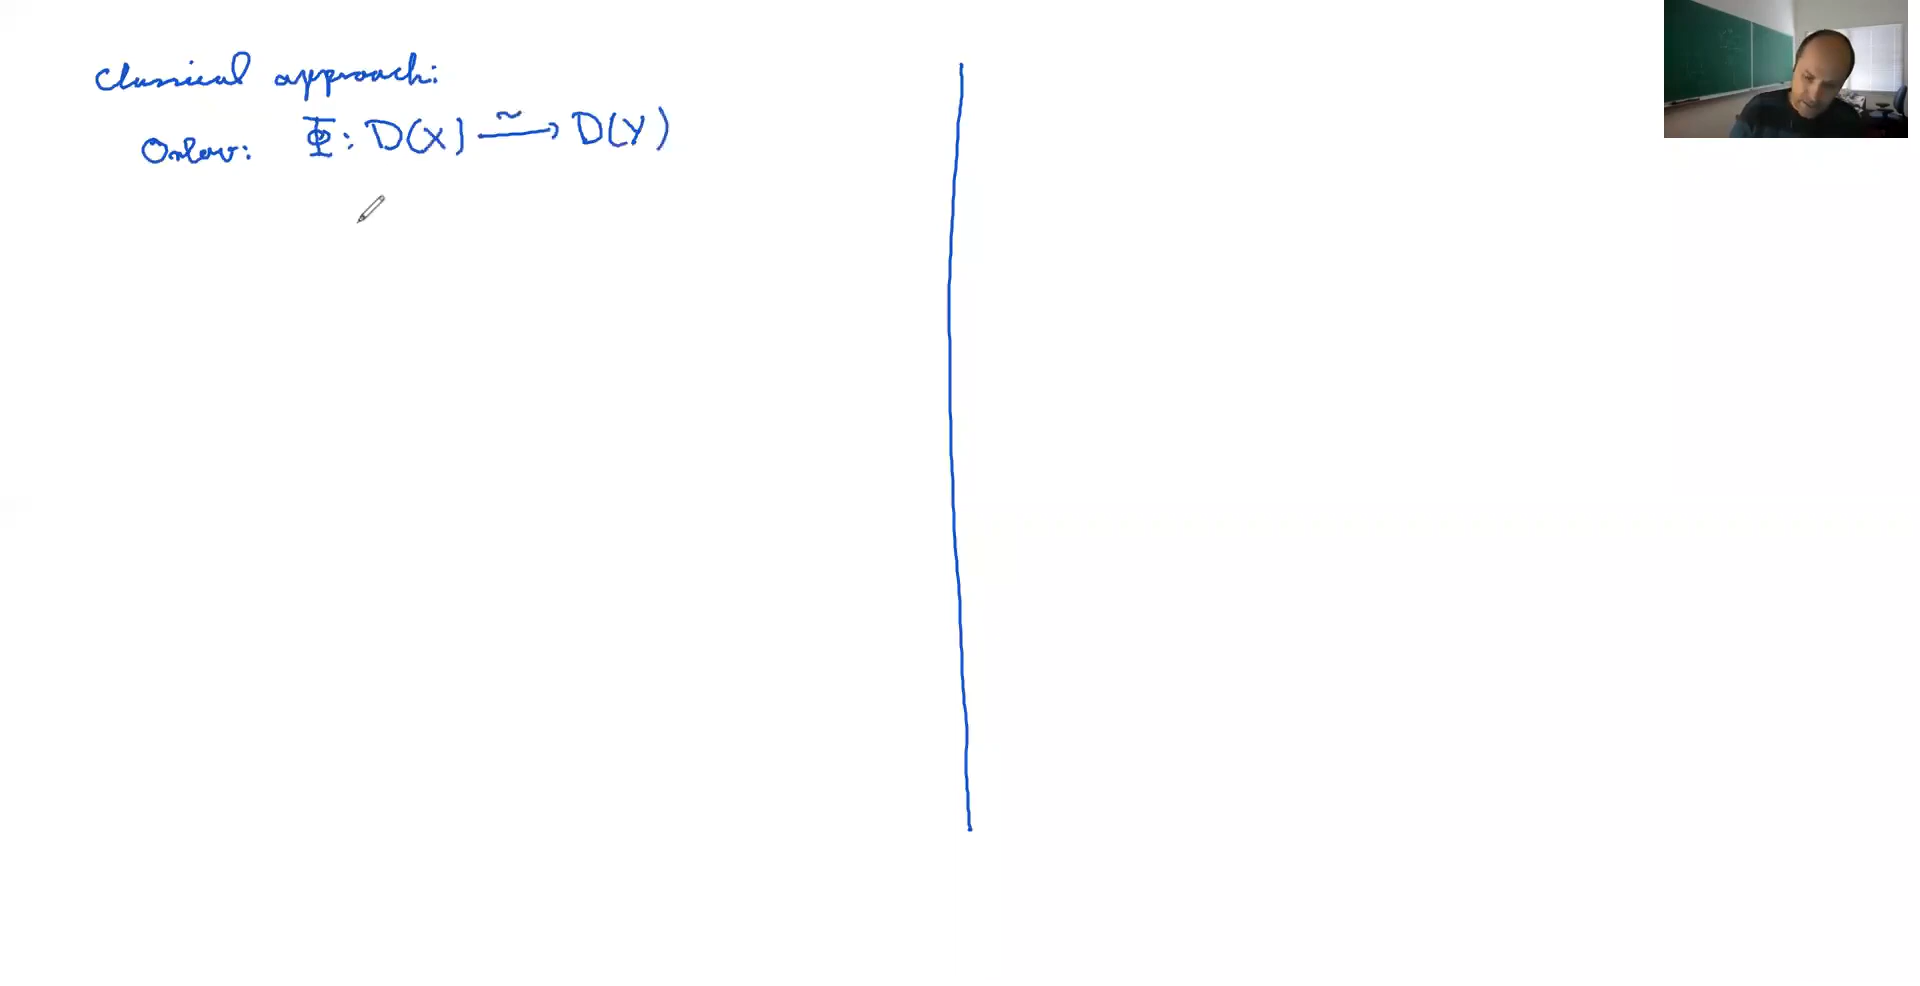 Classical approach:
Orlov: Φ: D(X) ⥲ D(Y)